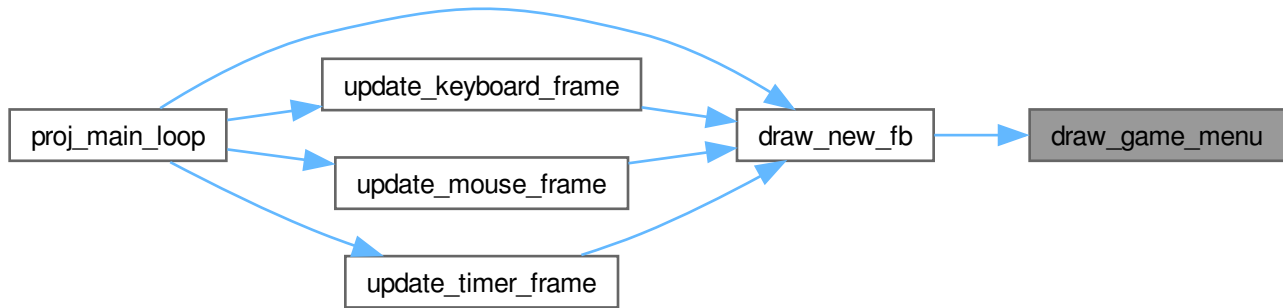 proj_main_loop
update_keyboard_frame
update_mouse_frame
update_timer_frame
draw_new_fb
draw_game_menu